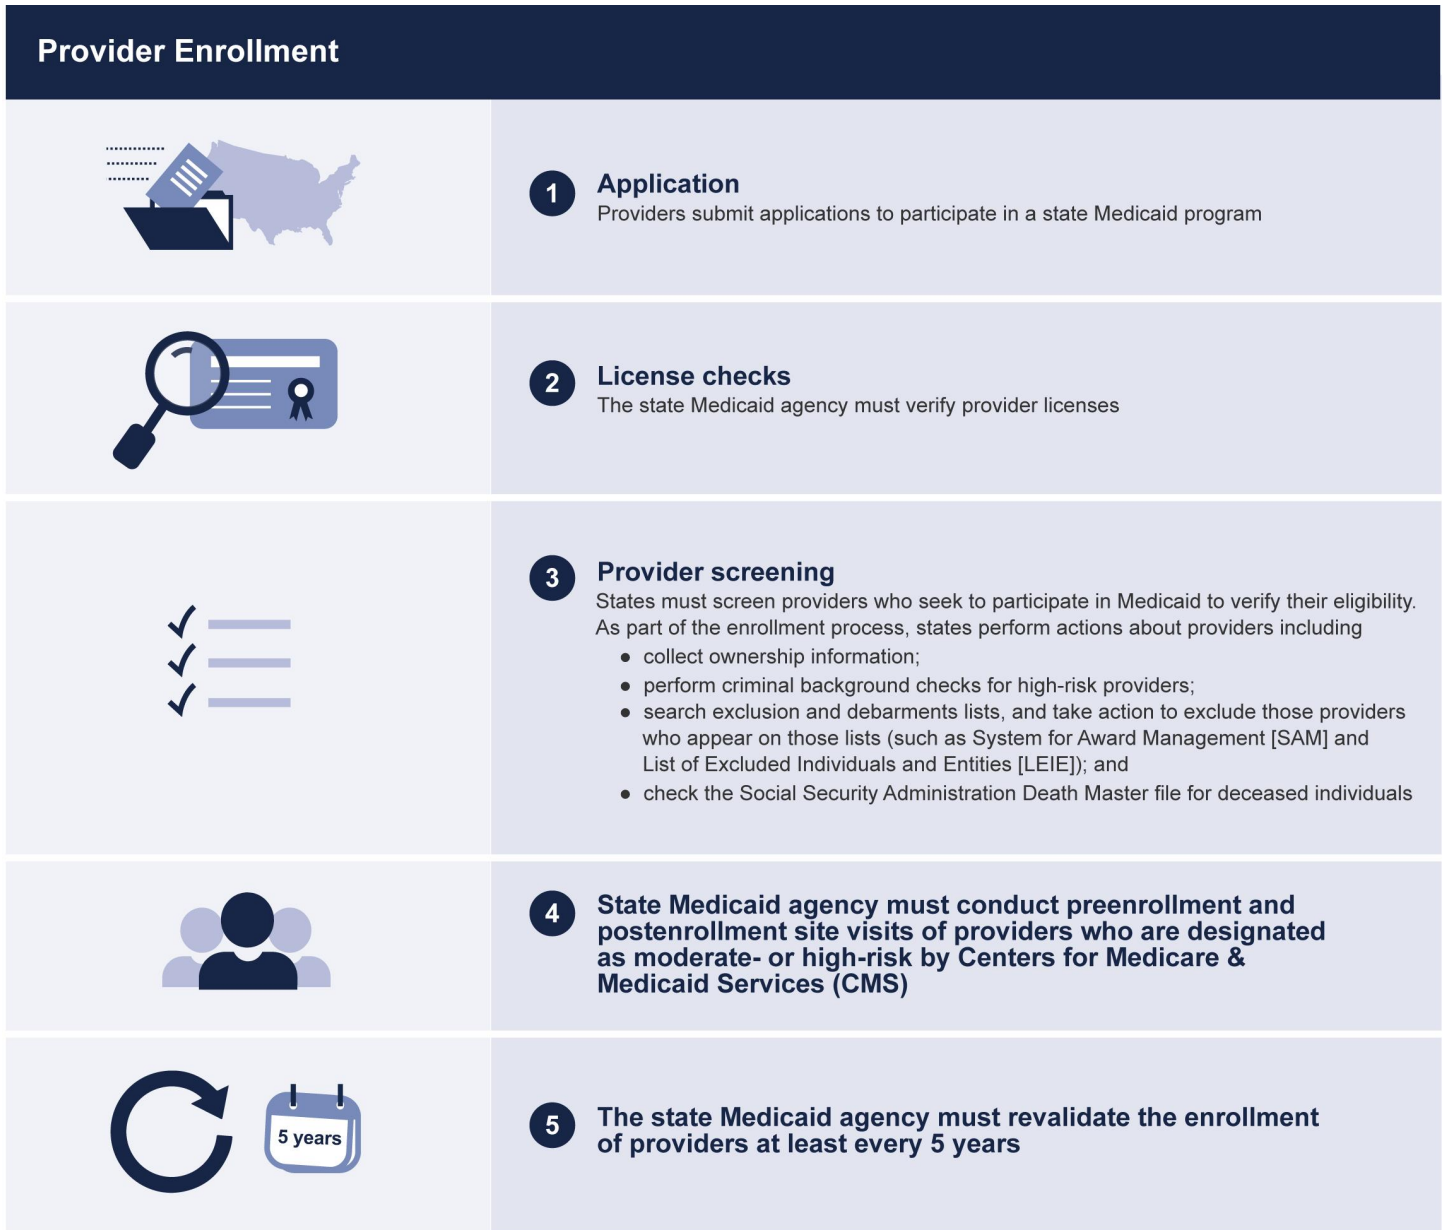 Provider Enrollment
1
Application
Providers submit applications to participate in a state Medicaid program
2
License checks
The state Medicaid agency must verify provider licenses
3
Provider screening
States must screen providers who seek to participate in Medicaid to verify their eligibility.
As part of the enrollment process, states perform actions about providers including
● collect ownership information;
● perform criminal background checks for high-risk providers;
● search exclusion and debarments lists, and take action to exclude those providers
who appear on those lists (such as System for Award Management [SAM] and
List of Excluded Individuals and Entities [LEIE]); and
● check the Social Security Administration Death Master file for deceased individuals
4
State Medicaid agency must conduct preenrollment and
postenrollment site visits of providers who are designated
as moderate- or high-risk by Centers for Medicare &
Medicaid Services (CMS)
5 years
5
The state Medicaid agency must revalidate the enrollment
of providers at least every 5 years